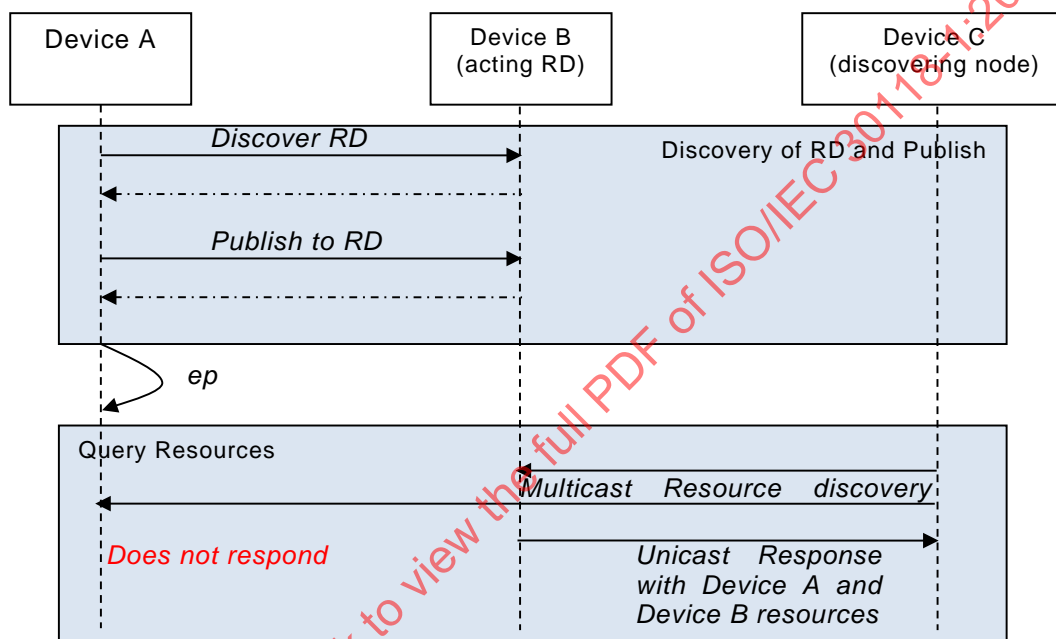 Device A
Device B
(acting RD)
Device C
(discovering node)
Discover RD
Discovery of RD and Publish
Publish to RD
ep
Query Resources
Multicast Resource discovery
Does not respond
Unicast Response
with Device A and
Device B resources
k to view the full PDF of ISO/IEC 30118-1:20